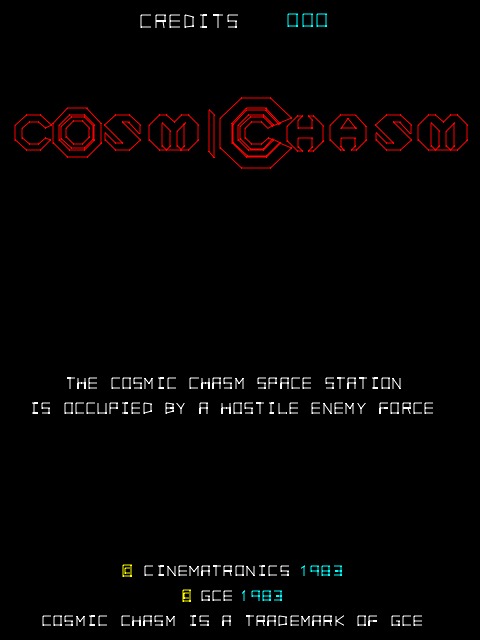 CREDITS 000
COSMIC CHASM
THE COSMIC CHASM SPACE STATION
IS OCCUPIED BY A HOSTILE ENEMY FORCE
© CINEMATRONICS 1983
© GCE 1983
COSMIC CHASM IS A TRADEMARK OF GCE